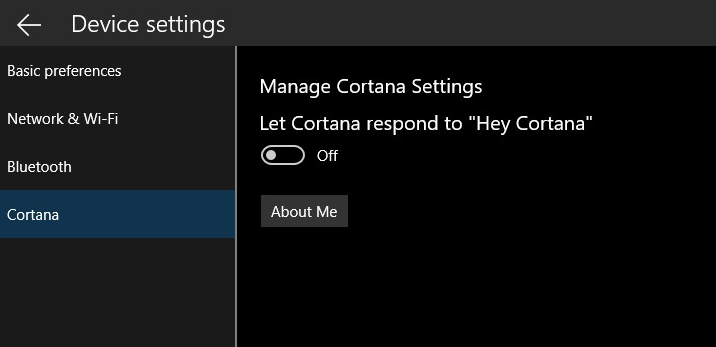 Device settings
Basic preferences
Network & Wi-Fi
Bluetooth
Cortana
Manage Cortana Settings
Let Cortana respond to "Hey Cortana"
Off
About Me